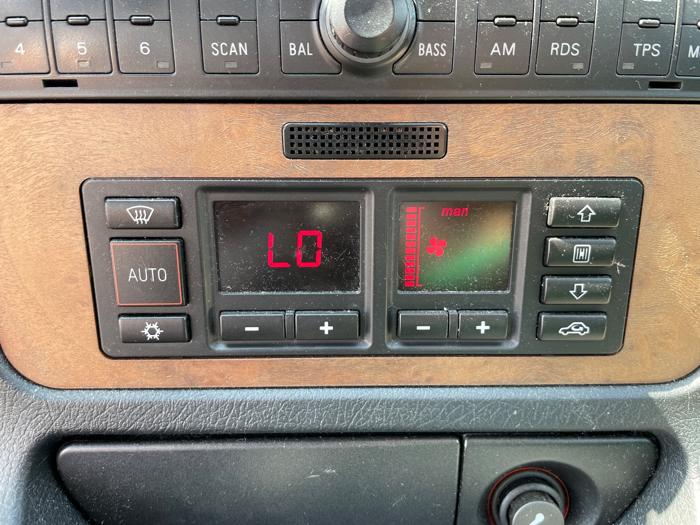 4 5 6 SCAN BAL BASS AM RDS TPS
man
LO
AUTO
- + - +